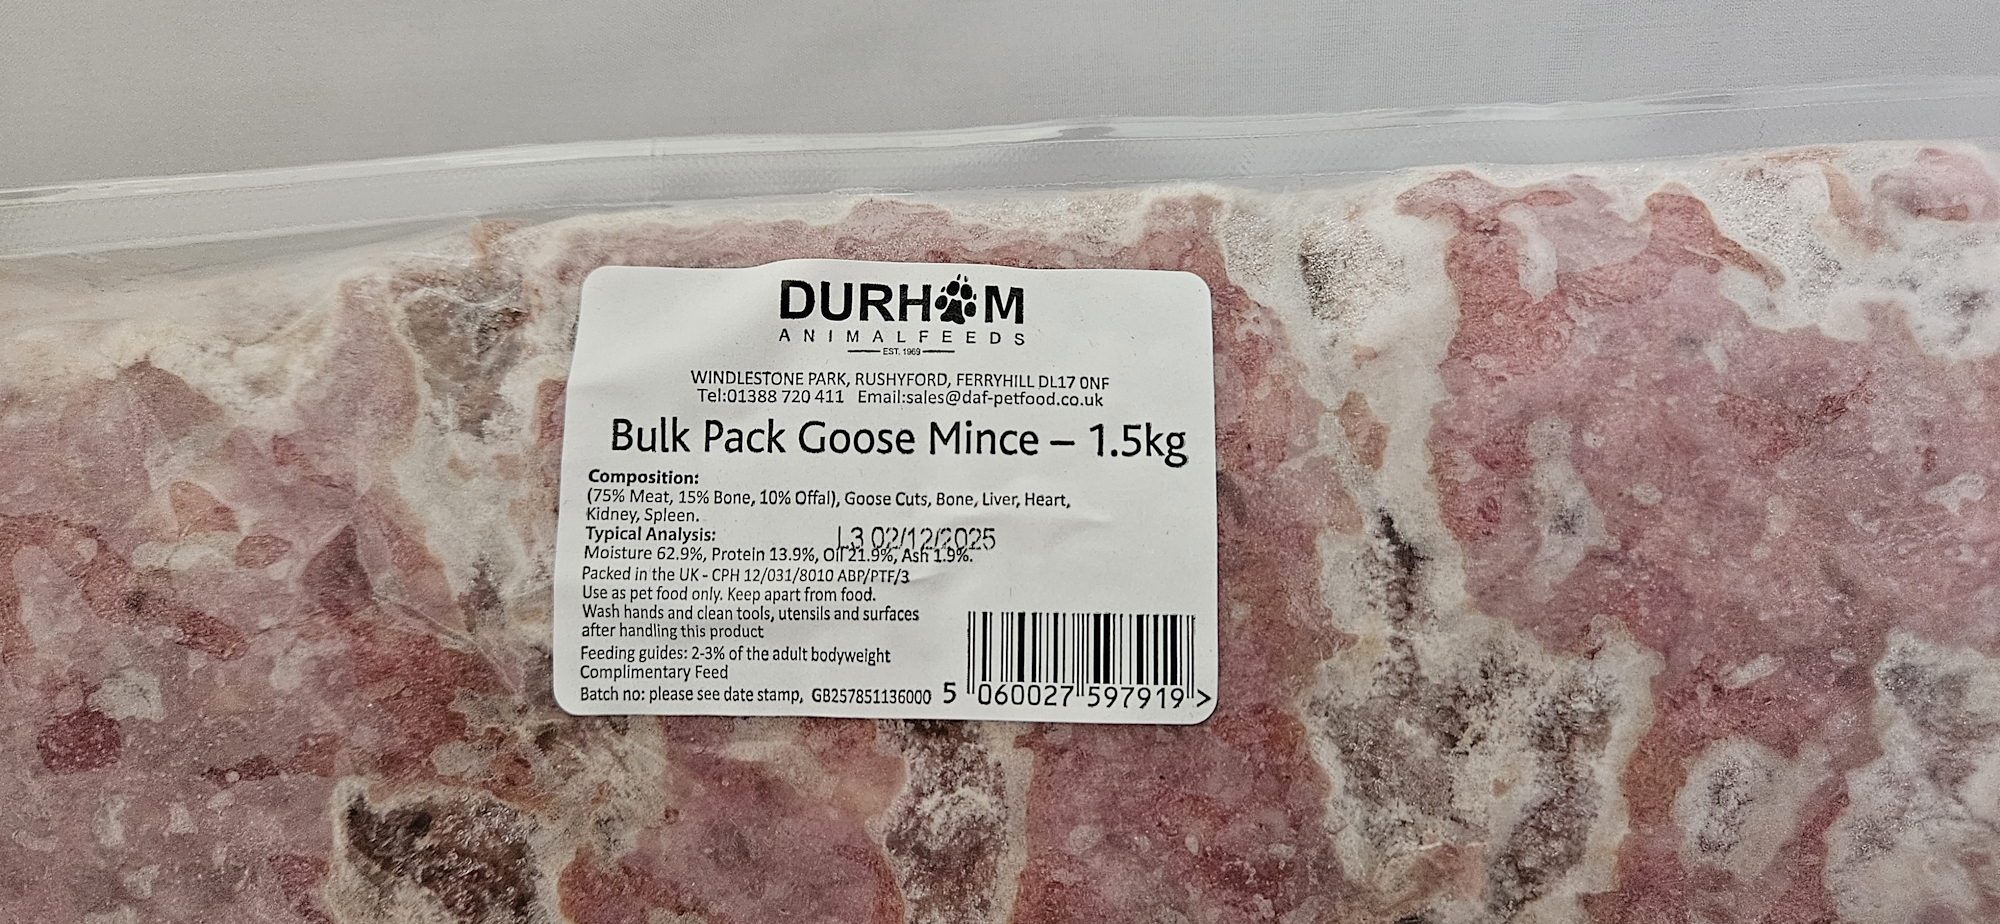 DURHAM
ANIMALFEEDS
EST. 1969
WINDLESTONE PARK, RUSHYFORD, FERRYHILL DL17 0NF
Tel:01388 720 411 Email:sales@daf-petfood.co.uk
Bulk Pack Goose Mince – 1.5kg
Composition:
(75% Meat, 15% Bone, 10% Offal), Goose Cuts, Bone, Liver, Heart,
Kidney, Spleen.
Typical Analysis:
L3 02/12/2025
Moisture 62.9%, Protein 13.9%, Oil 21.9%, Ash 1.9%.
Packed in the UK - CPH 12/031/8010 ABP/PTF/3
Use as pet food only. Keep apart from food.
Wash hands and clean tools, utensils and surfaces
after handling this product
Feeding guides: 2-3% of the adult bodyweight
Complimentary Feed
Batch no: please see date stamp, GB257851136000
5 060027 597919 >